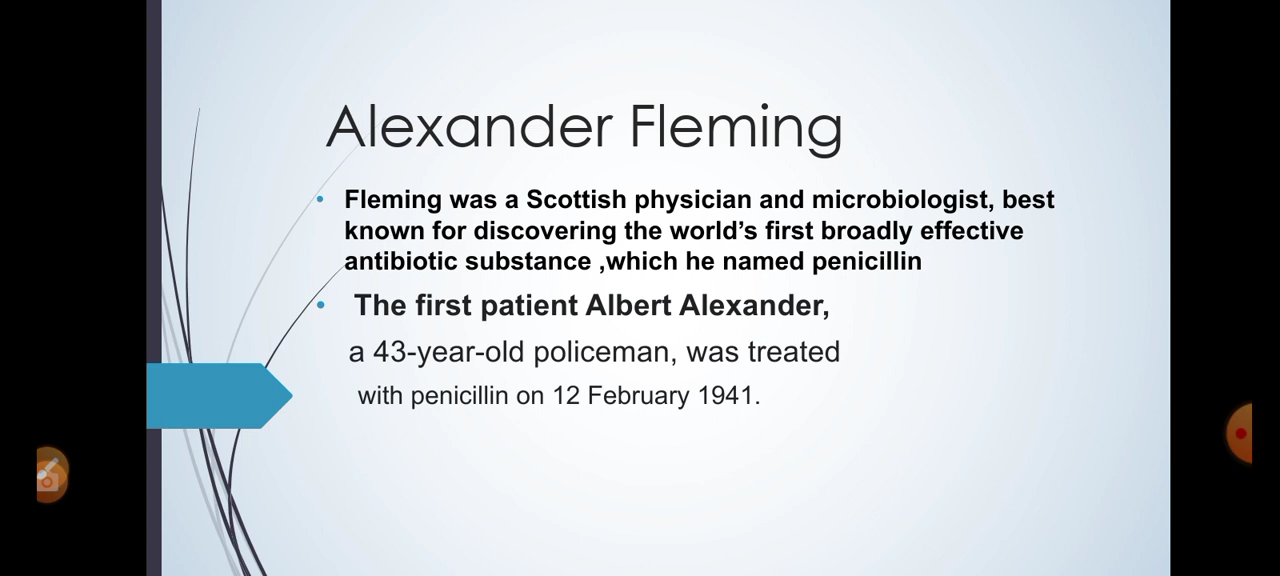 Alexander Fleming
• Fleming was a Scottish physician and microbiologist, best
known for discovering the world’s first broadly effective
antibiotic substance ,which he named penicillin
• The first patient Albert Alexander,
a 43-year-old policeman, was treated
with penicillin on 12 February 1941.